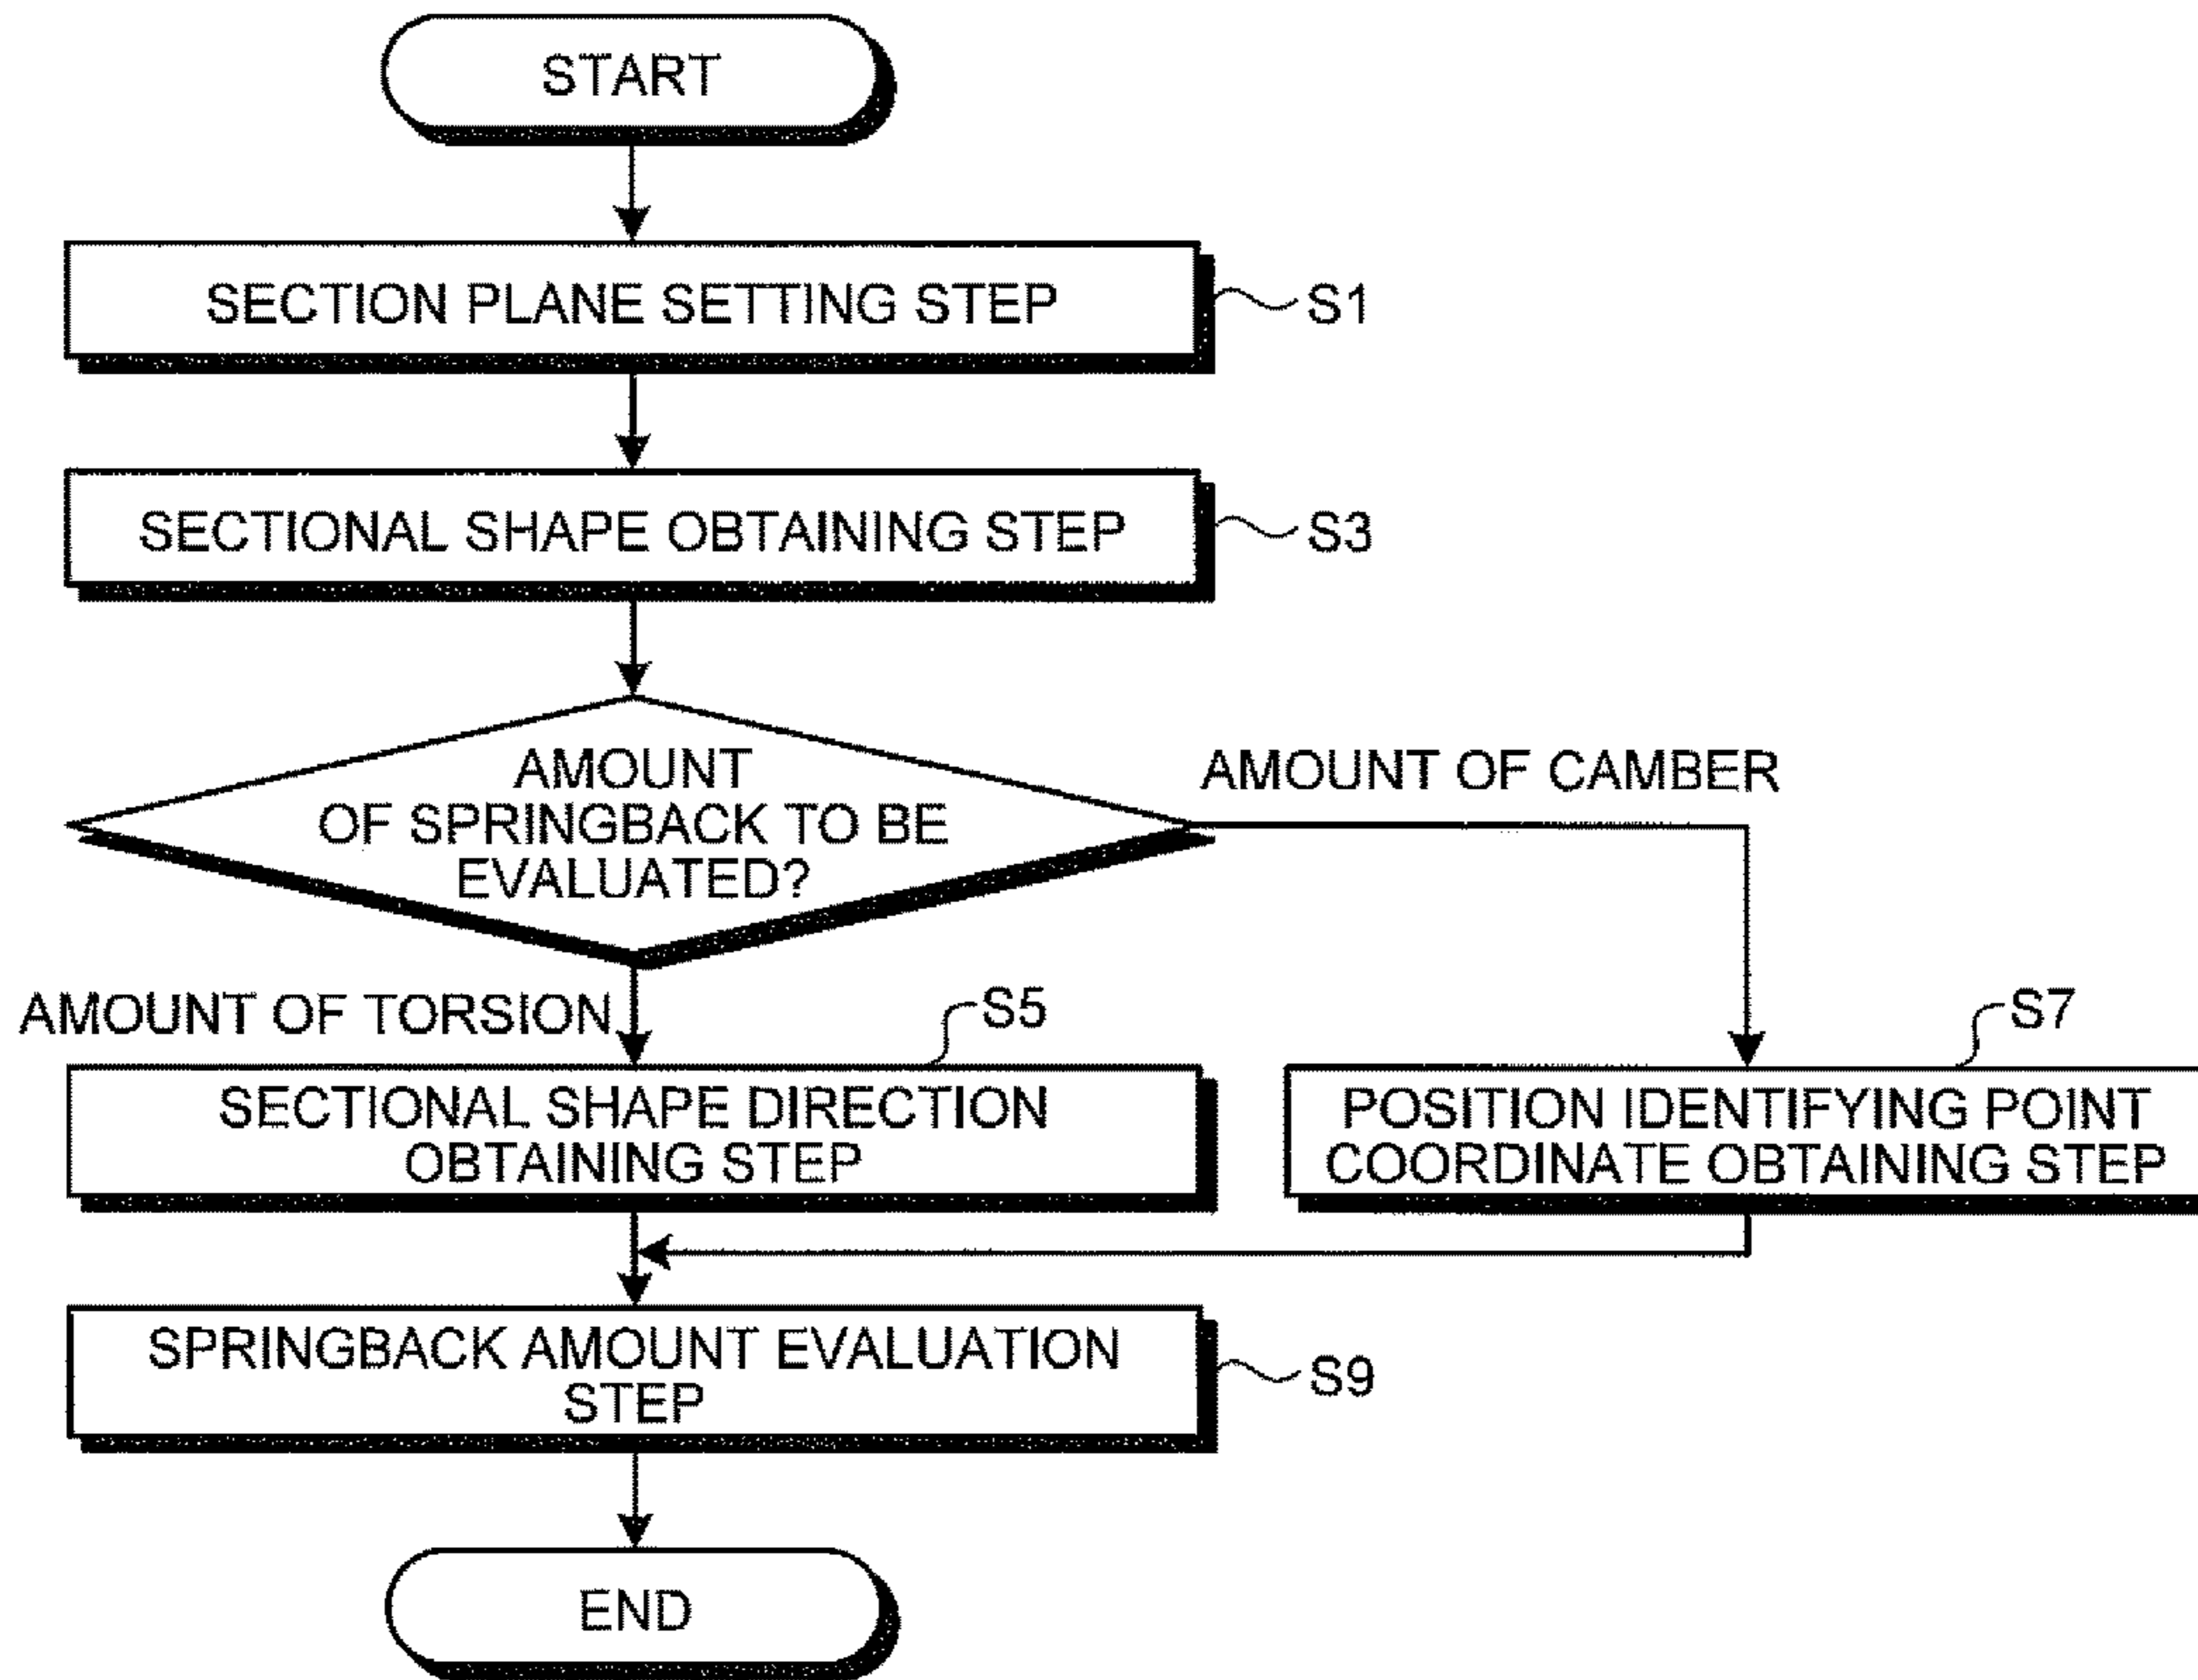 START
SECTION PLANE SETTING STEP
S1
SECTIONAL SHAPE OBTAINING STEP
S3
AMOUNT
OF SPRINGBACK TO BE
EVALUATED?
AMOUNT OF CAMBER
AMOUNT OF TORSION
S5
SECTIONAL SHAPE DIRECTION
OBTAINING STEP
S7
POSITION IDENTIFYING POINT
COORDINATE OBTAINING STEP
SPRINGBACK AMOUNT EVALUATION
STEP
S9
END